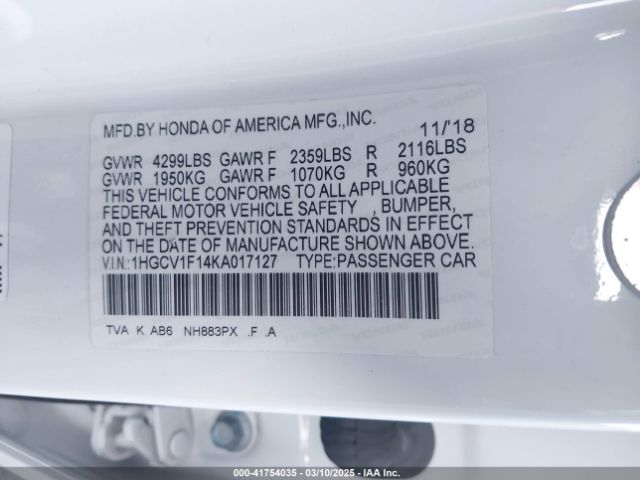 MFD.BY HONDA OF AMERICA MFG.,INC. 11/'18
GVWR 4299LBS GAWR F 2359LBS R 2116LBS
GVWR 1950KG GAWR F 1070KG R 960KG
THIS VEHICLE CONFORMS TO ALL APPLICABLE
FEDERAL MOTOR VEHICLE SAFETY , BUMPER,
AND THEFT PREVENTION STANDARDS IN EFFECT
ON THE DATE OF MANUFACTURE SHOWN ABOVE.
V.I.N.:1HGCV1F14KA017127 TYPE:PASSENGER CAR
TVA K AB6 NH883PX .F .A
000-41754035 - 03/10/2025 - IAA Inc.